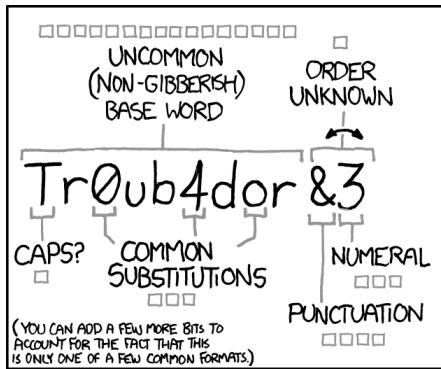 UNCOMMON
(NON-GIBBERISH)
BASE WORD
ORDER
UNKNOWN
Tr0ub4dor &3
CAPS?
COMMON
SUBSTITUTIONS
NUMERAL
PUNCTUATION
(YOU CAN ADD A FEW MORE BITS TO
ACCOUNT FOR THE FACT THAT THIS
IS ONLY ONE OF A FEW COMMON FORMATS.)